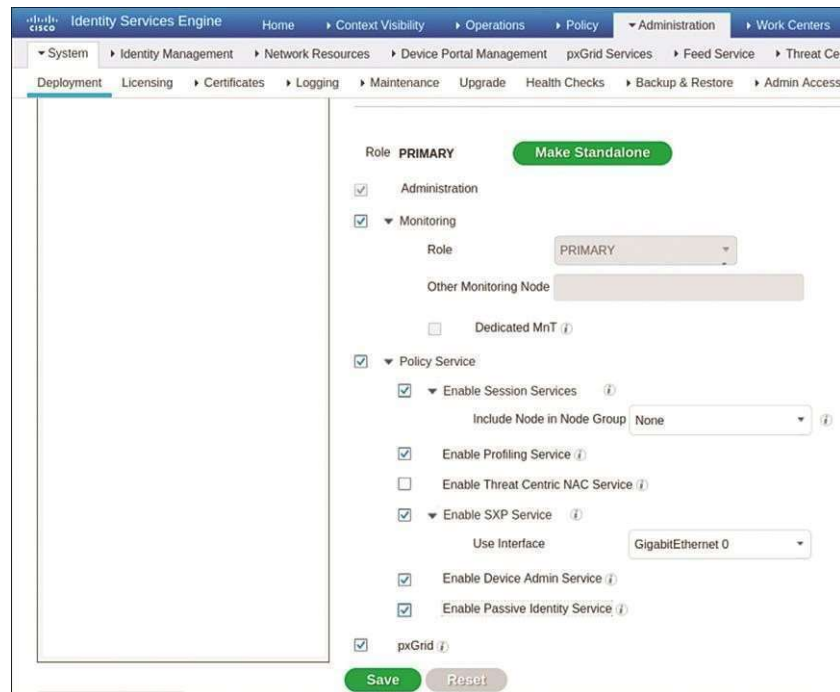 cisco Identity Services Engine Home Context Visibility Operations Policy Administration Work Centers
System Identity Management Network Resources Device Portal Management pxGrid Services Feed Service Threat Ce
Deployment Licensing Certificates Logging Maintenance Upgrade Health Checks Backup & Restore Admin Access
Role PRIMARY Make Standalone
Administration
Monitoring
Role PRIMARY
Other Monitoring Node
Dedicated MnT
Policy Service
Enable Session Services
Include Node in Node Group None
Enable Profiling Service
Enable Threat Centric NAC Service
Enable SXP Service
Use Interface GigabitEthernet 0
Enable Device Admin Service
Enable Passive Identity Service
pxGrid
Save Reset